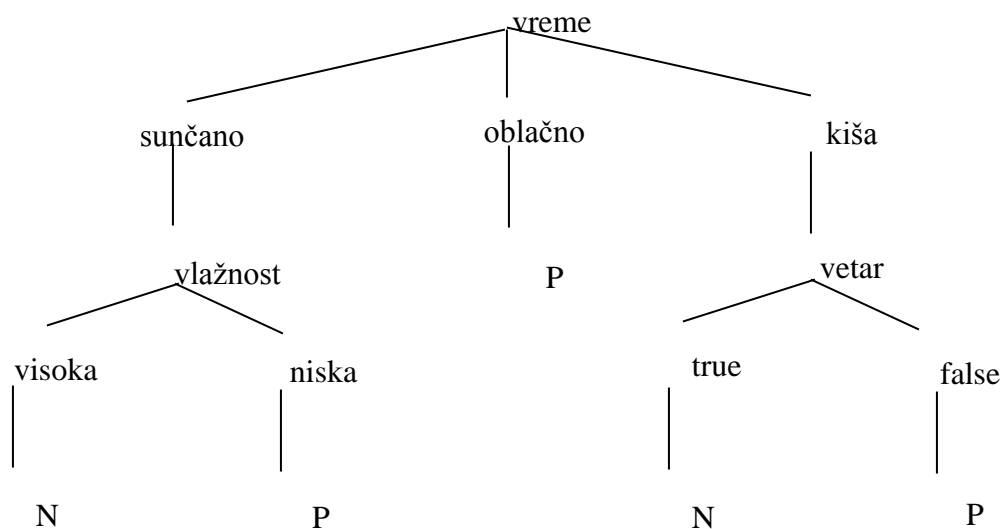 vreme
sunčano oblačno kiša
vlažnost P vetar
visoka niska true false
N P N P